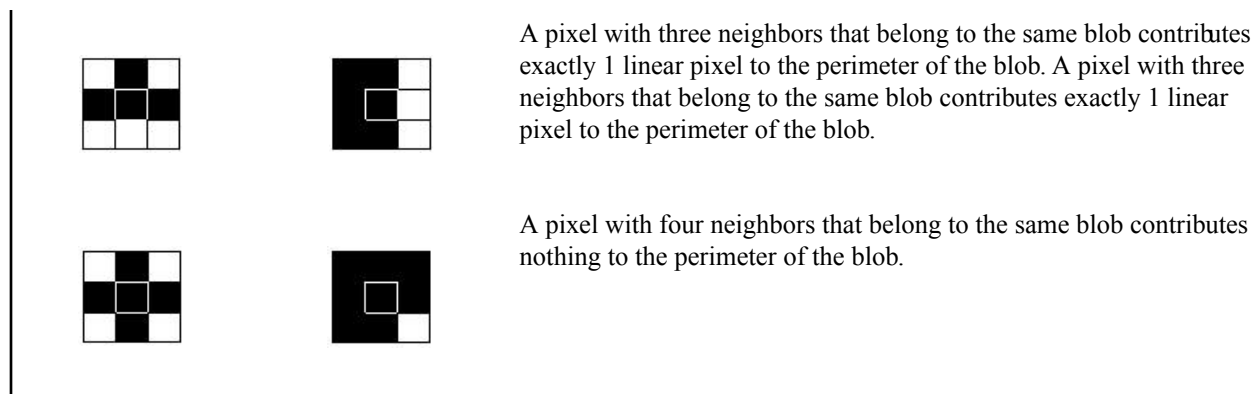 A pixel with three neighbors that belong to the same blob contributes
exactly 1 linear pixel to the perimeter of the blob. A pixel with three
neighbors that belong to the same blob contributes exactly 1 linear
pixel to the perimeter of the blob.
A pixel with four neighbors that belong to the same blob contributes
nothing to the perimeter of the blob.